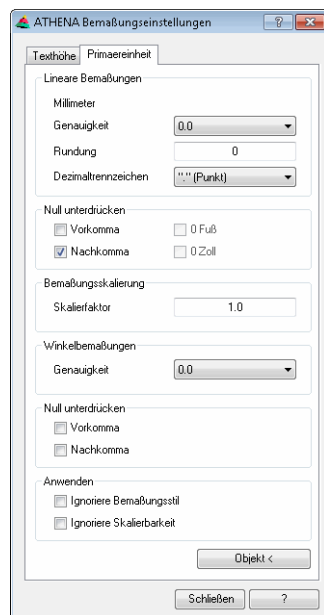 ATHENA Bemaßungseinstellungen ?
Texthöhe Primaereinheit
Lineare Bemaßungen
Millimeter
Genauigkeit 0.0
Rundung 0
Dezimaltrennzeichen "." (Punkt)
Null unterdrücken
Vorkomma 0 Fuß
Nachkomma 0 Zoll
Bemaßungsskalierung
Skalierfaktor 1.0
Winkelbemaßungen
Genauigkeit 0.0
Null unterdrücken
Vorkomma
Nachkomma
Anwenden
Ignoriere Bemaßungsstil
Ignoriere Skalierbarkeit
Objekt <
Schließen ?